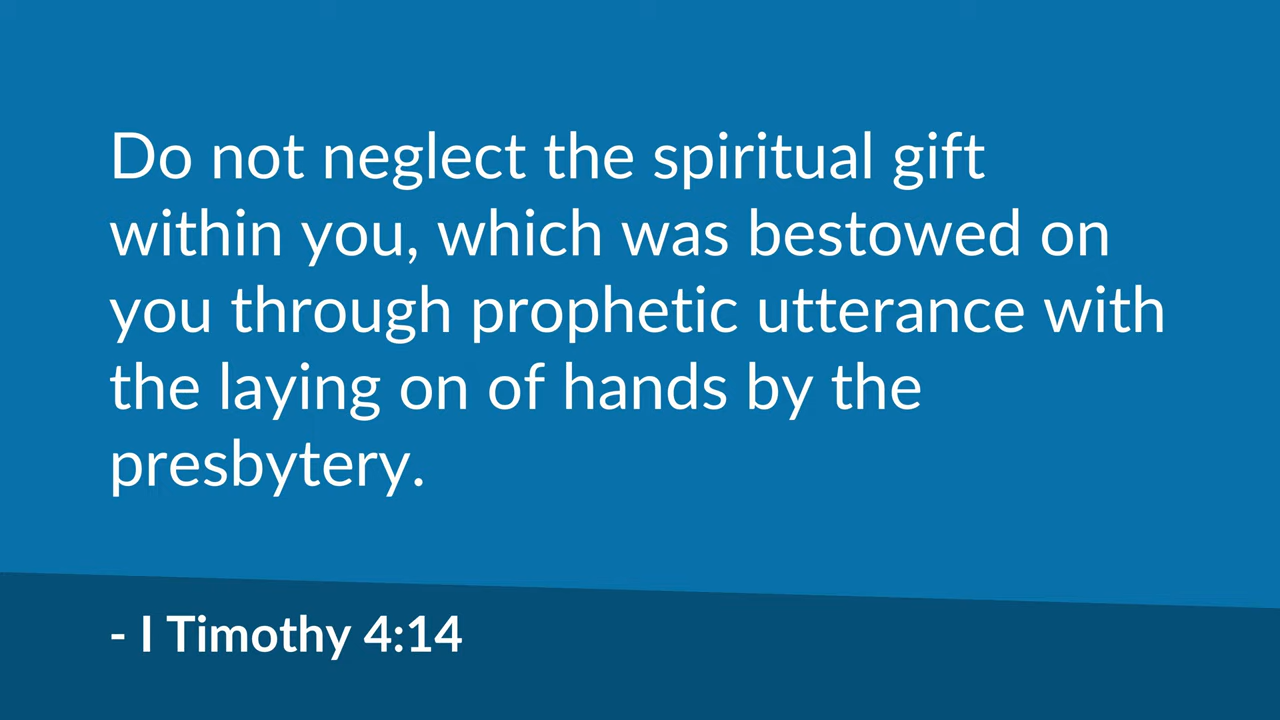 Do not neglect the spiritual gift
within you, which was bestowed on
you through prophetic utterance with
the laying on of hands by the
presbytery.
- I Timothy 4:14